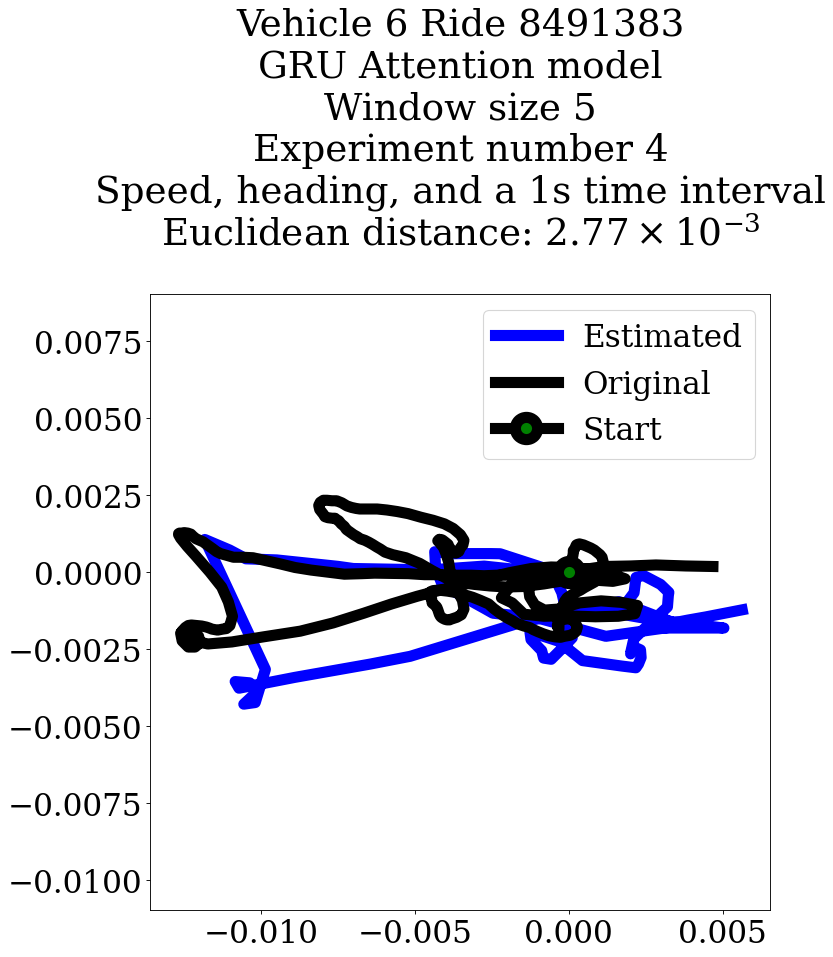 Vehicle 6 Ride 8491383
GRU Attention model
Window size 5
Experiment number 4
Speed, heading, and a 1s time interval
Euclidean distance: 2.77 × 10⁻³
Estimated
Original
Start
0.0075
0.0050
0.0025
0.0000
−0.0025
−0.0050
−0.0075
−0.0100
−0.010 −0.005 0.000 0.005